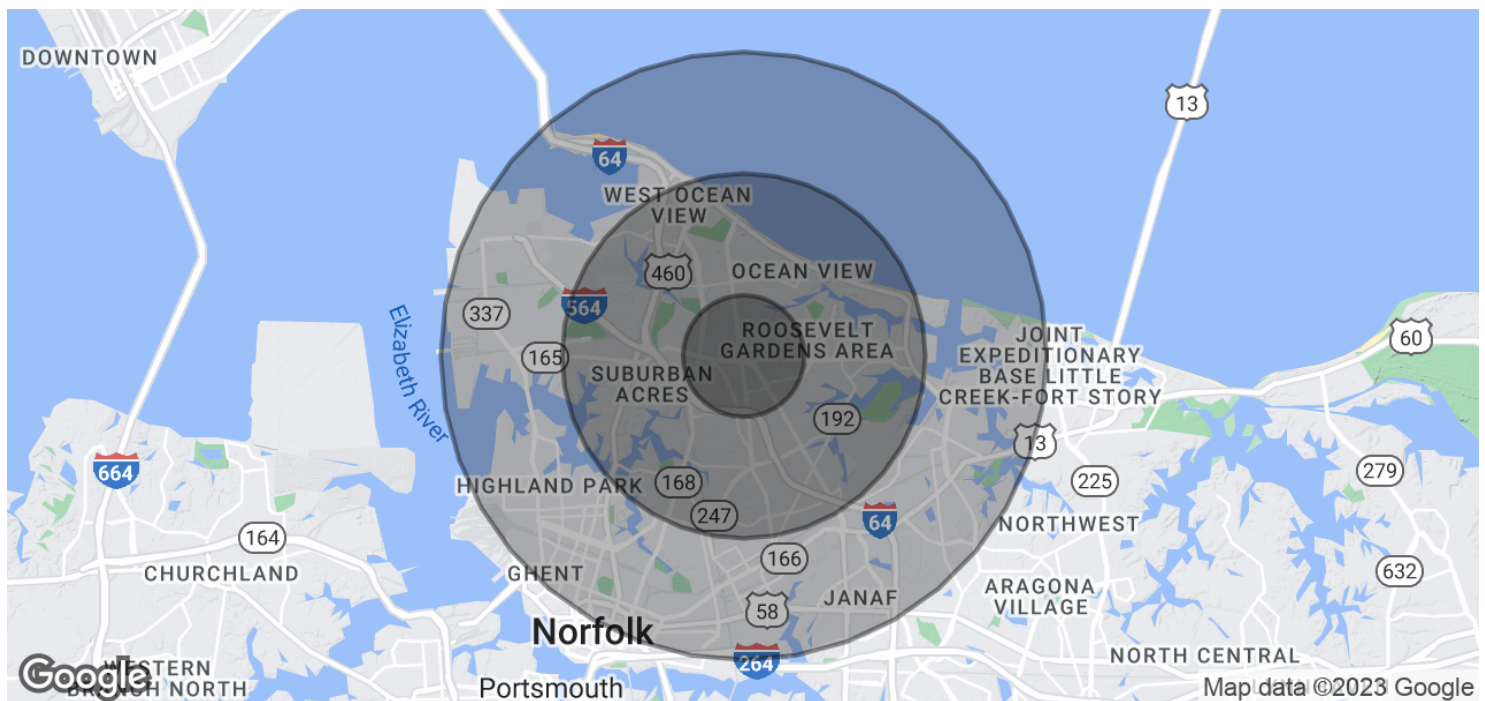 DOWNTOWN
13
64
WEST OCEAN
VIEW
460
OCEAN VIEW
564
337
Elizabeth River
165
ROOSEVELT
GARDENS AREA
SUBURBAN
ACRES
JOINT
EXPEDITIONARY
BASE LITTLE
CREEK-FORT STORY
60
192
13
664
HIGHLAND PARK
168
247
64
225
279
NORTHWEST
164
166
CHURCHLAND
GHENT
JANAF
ARAGONA
VILLAGE
632
58
Norfolk
264
NORTH CENTRAL
Google
WESTERN
BRANCH NORTH
Portsmouth
Map data ©2023 Google